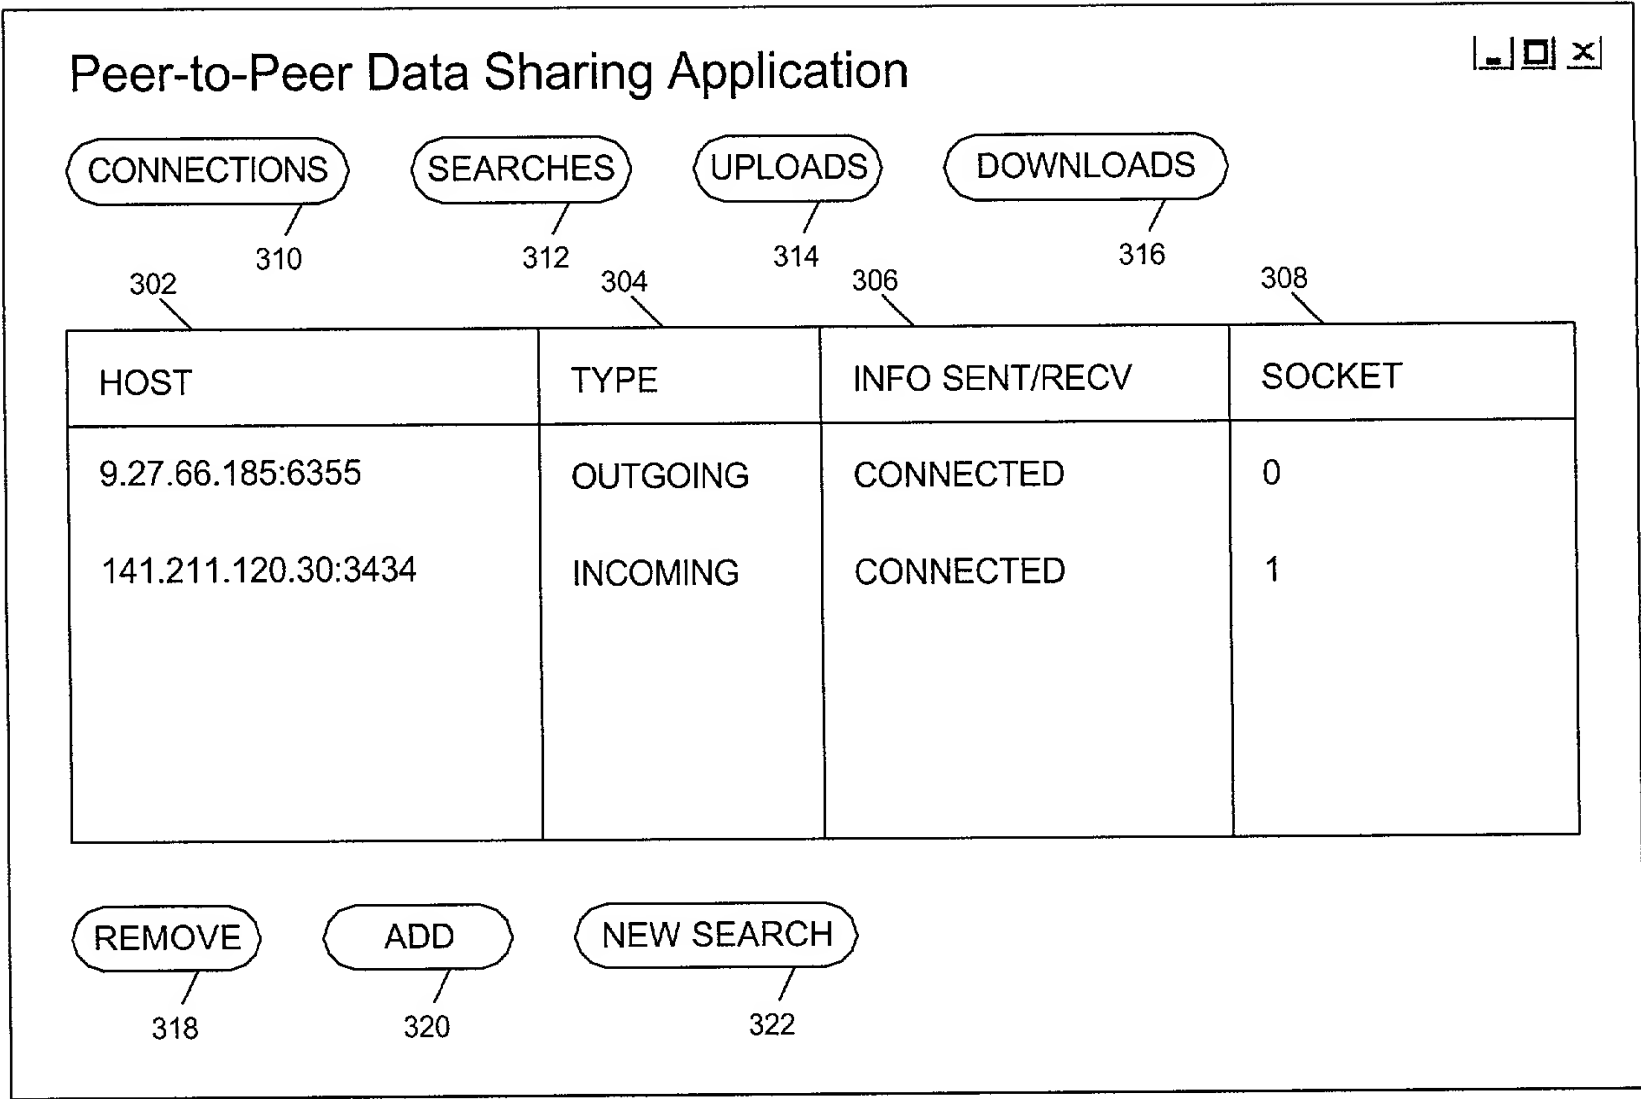 Peer-to-Peer Data Sharing Application
CONNECTIONS SEARCHES UPLOADS DOWNLOADS
310 312 314 316
302 304 306 308
HOST TYPE INFO SENT/RECV SOCKET
9.27.66.185:6355 OUTGOING CONNECTED 0
141.211.120.30:3434 INCOMING CONNECTED 1
REMOVE ADD NEW SEARCH
318 320 322